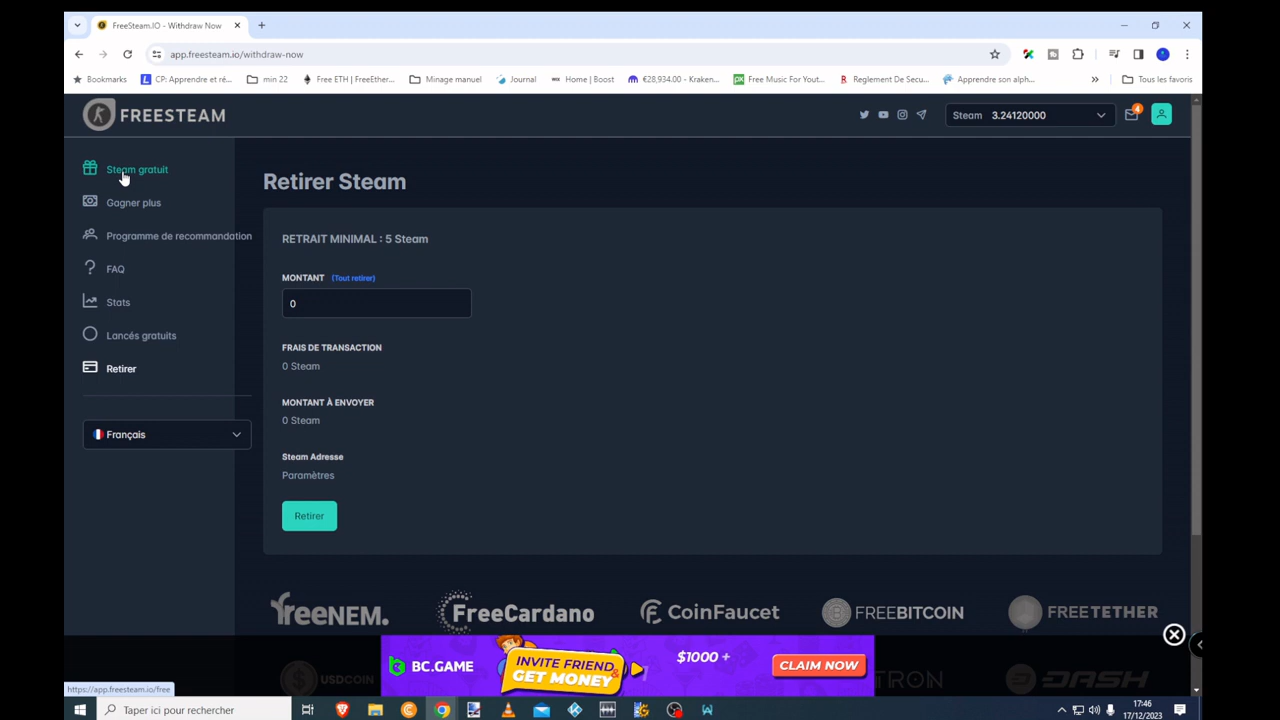 FreeSteam.IO - Withdraw Now
app.freesteam.io/withdraw-now
Bookmarks CP: Apprendre et ré... min 22 Free ETH | FreeEther... Minage manuel Journal Home | Boost €28,934.00 - Kraken... Free Music For Yout... Reglement De Secu... Apprendre son alph... » Tous les favoris
FREESTEAM
Steam 3.24120000
4
Steam gratuit
Gagner plus
Programme de recommandation
FAQ
Stats
Lancés gratuits
Retirer
Français
Retirer Steam
RETRAIT MINIMAL : 5 Steam
MONTANT (Tout retirer)
0
FRAIS DE TRANSACTION
0 Steam
MONTANT À ENVOYER
0 Steam
Steam Adresse
Paramètres
Retirer
freeNEM. FreeCardano CoinFaucet FREEBITCOIN FREETETHER
BC.GAME
INVITE FRIEND &
GET MONEY
$1000 +
CLAIM NOW
USDCOIN TRON DASH
https://app.freesteam.io/free
Taper ici pour rechercher
17:46
17/12/2023